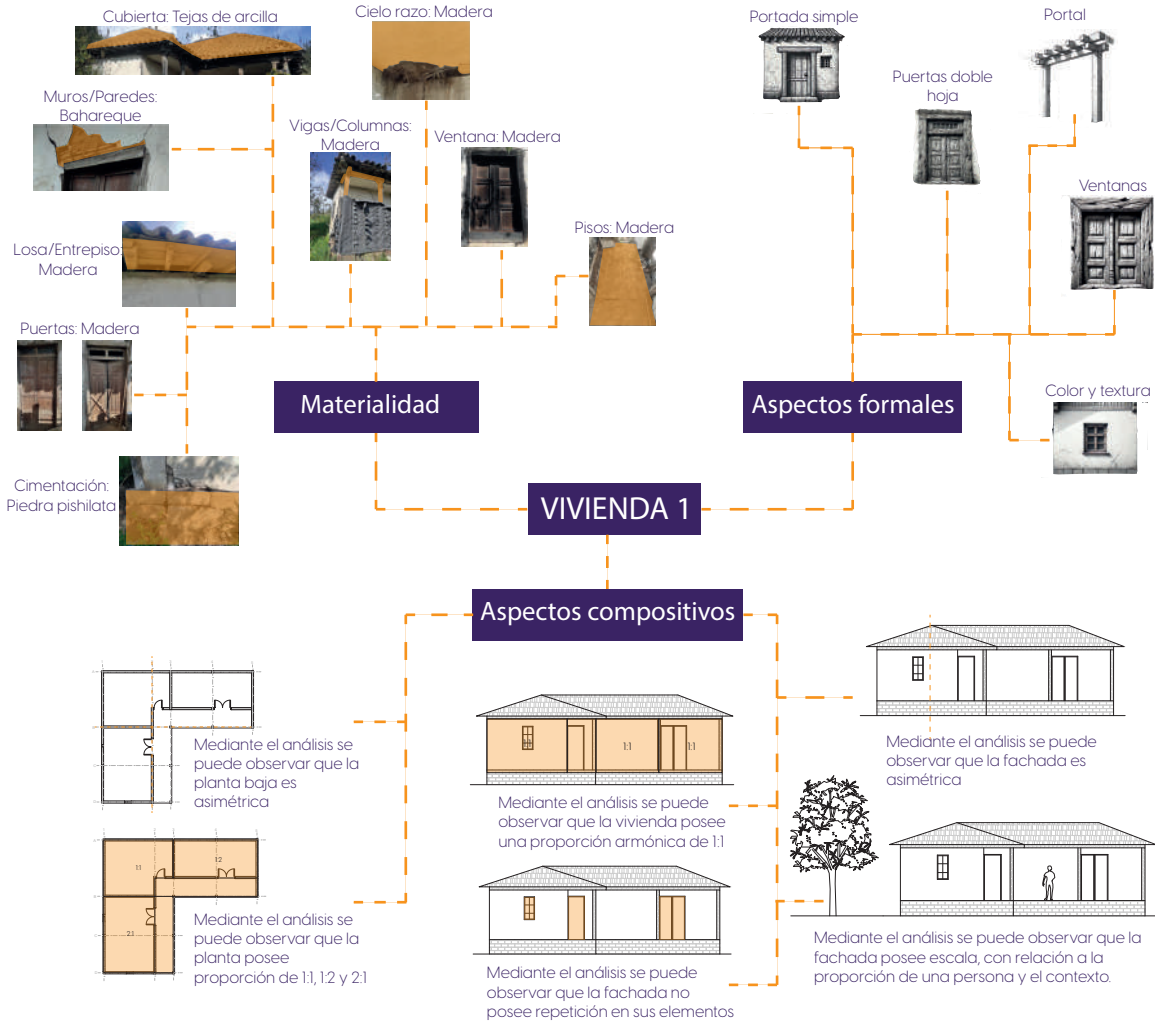 Cubierta: Tejas de arcilla
Cielo razo: Madera
Muros/Paredes:
Bahareque
Vigas/Columnas:
Madera
Ventana: Madera
Losa/Entrepiso:
Madera
Pisos: Madera
Puertas: Madera
Cimentación:
Piedra pishilata
Portada simple
Portal
Puertas doble
hoja
Ventanas
Color y textura
Materialidad
Aspectos formales
VIVIENDA 1
Aspectos compositivos
Mediante el análisis se
puede observar que la
planta baja es
asimétrica
1:1
1:2
2:1
Mediante el análisis se
puede observar que la
planta posee
proporción de 1:1, 1:2 y 2:1
1:1
1:1
1:1
Mediante el análisis se puede
observar que la vivienda posee
una proporción armónica de 1:1
Mediante el análisis se puede
observar que la fachada no
posee repetición en sus elementos
Mediante el análisis se puede
observar que la fachada es
asimétrica
Mediante el análisis se puede observar que la
fachada posee escala, con relación a la
proporción de una persona y el contexto.